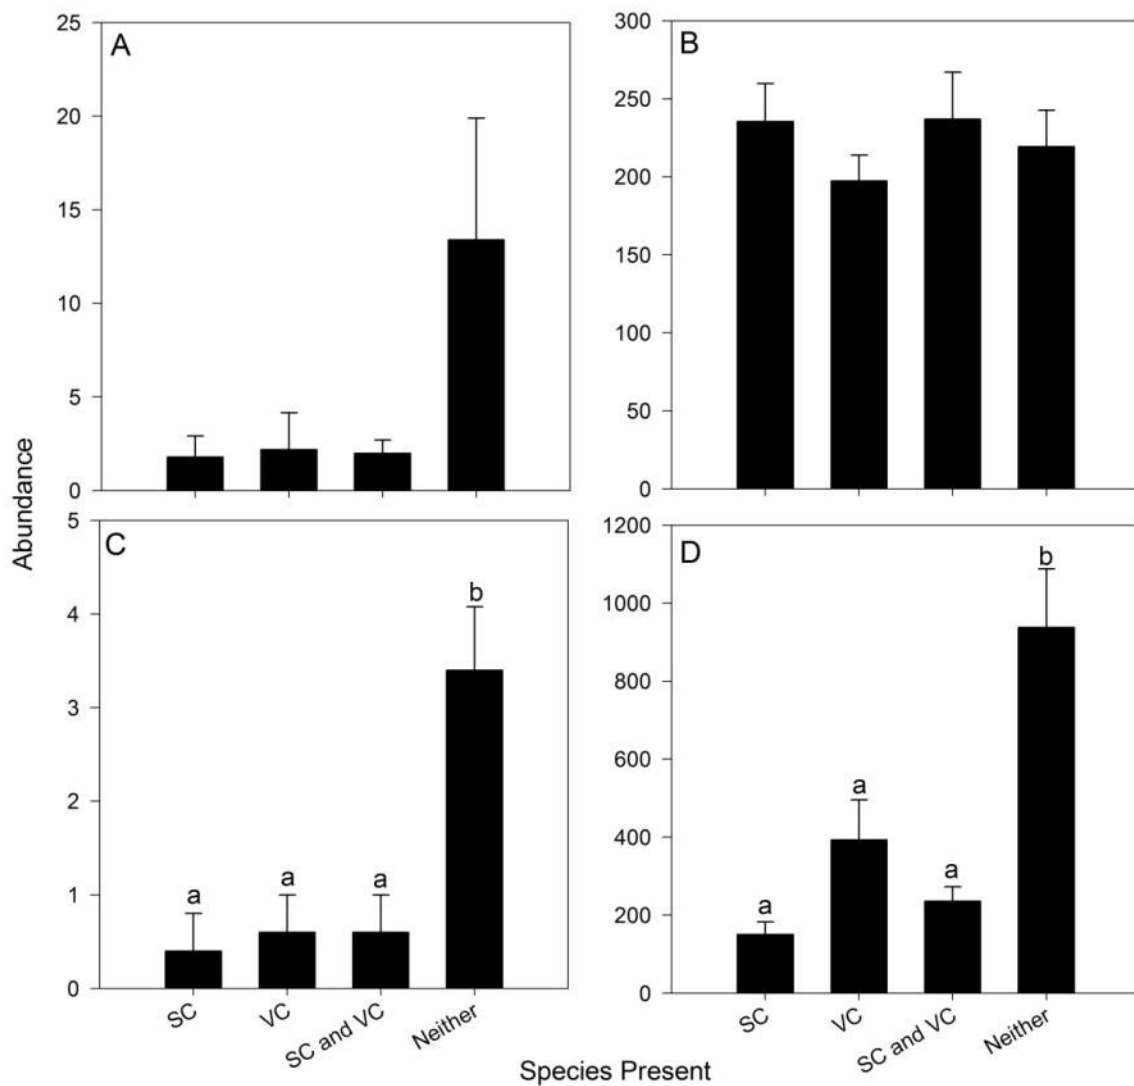 A
25
20
15
10
5
0
B
300
250
200
150
100
50
0
Abundance
C
5
4
3
2
1
0
a
a
a
b
SC
VC
SC and VC
Neither
D
1200
1000
800
600
400
200
0
a
a
a
b
SC
VC
SC and VC
Neither
Species Present